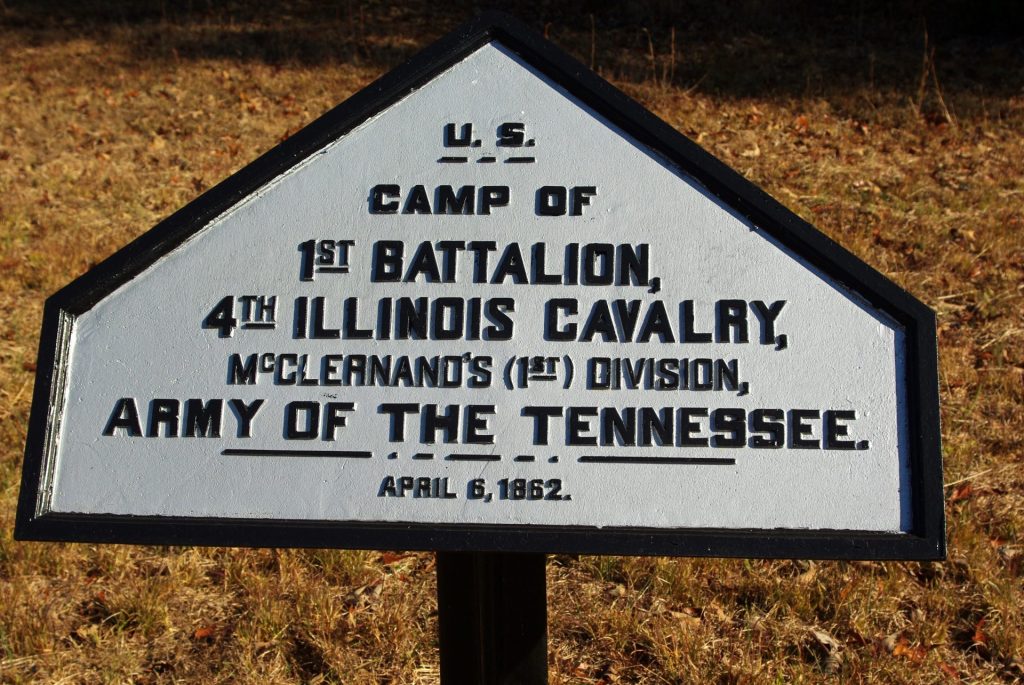 U. S.
CAMP OF
1ST BATTALION,
4TH ILLINOIS CAVALRY,
McCLERNAND'S (1ST) DIVISION,
ARMY OF THE TENNESSEE.
APRIL 6, 1862.